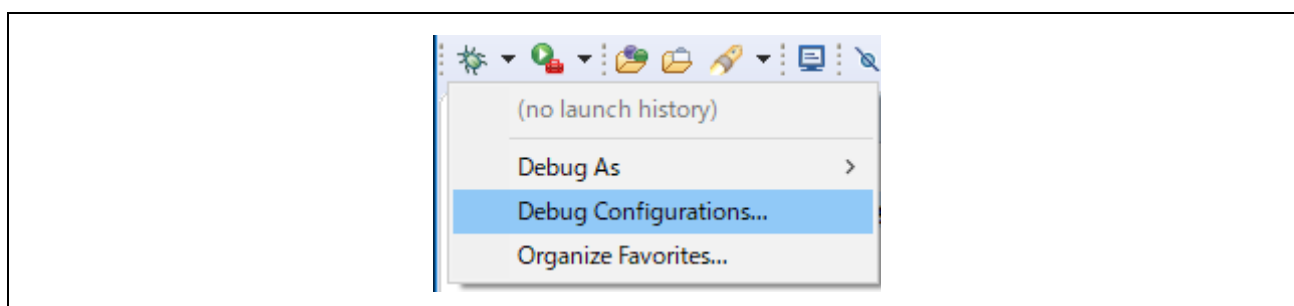 (no launch history)
Debug As
Debug Configurations...
Organize Favorites...